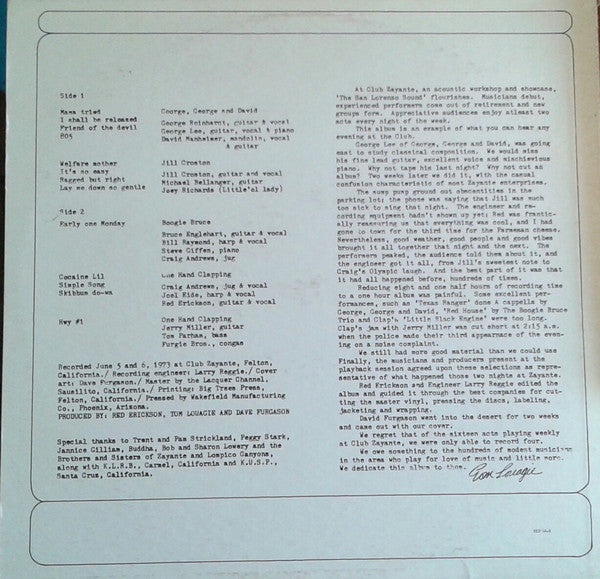 Side 1
Mama tried George, George and David
I shall be released George Reinhardt, guitar & vocal
Friend of the devil George Lee, guitar, vocal & piano
805 David Manheimer, mandolin, vocal
& guitar
Welfare mother Jill Croston
It's so easy Jill Croston, guitar and vocal
Ragged but right Michael Bellanger, guitar
Lay me down so gentle Joey Richards (Little'ol lady)
Side 2
Early one Monday Boogie Bruce
Bruce Englehart, guitar & vocal
Bill Raymond, harp & vocal
Steve Giffen, piano
Craig Andrews, jug
Cocaine Lil One Hand Clapping
Simple Song Craig Andrews, jug & vocal
Skibbum do-wa Joel Eide, harp & vocal
Red Erickson, guitar & vocal
Hwy #1 One Hand Clapping
Jerry Miller, guitar
Tom Parham, bass
Furgie Bros., congas
Recorded June 5 and 6, 1973 at Club Zayante, Felton,
California./ Recording engineer: Larry Reggie./ Cover
art: Dave Furgason./ Master by the Lacquer Channel,
Sausilito, California./ Printing: Big Trees Press,
Felton, California./ Pressed by Wakefield Manufacturing
Co., Phoenix, Arizona.
PRODUCED BY: RED ERICKSON, TOM LOUAGIE AND DAVE FURGASON
Special thanks to Trent and Pam Strickland, Peggy Stark,
Jannice Gilliam, Buddha, Bob and Sharon Lowery and the
Brothers and Sisters of Zayante and Lompico Canyons,
along with K.L.R.B., Carmel, California and K.U.S.P.,
Santa Cruz, California.
At Club Zayante, an acoustic workshop and showcase,
'The San Lorenzo Sound' flourishes. Musicians debut,
experienced performers come out of retirement and new
groups form. Appreciative audiences enjoy atleast two
acts every night of the week.
This album is an example of what you can hear any
evening at the Club.
George Lee of George, George and David, was going
east to study classical composition. We would miss
his fine lead guitar, excellent voice and mischievious
piano. Why not tape his last night? Why not cut an
album? Two weeks later we did it, with the casual
confusion characteristic of most Zayante enterprises.
The sump pump ground out obscentities in the
parking lot; the phone was saying that Jill was much
too sick to sing that night. The engineer and re-
cording equipment hadn't shown up yet; Red was frantic-
ally reassuring us that everything was cool, and I had
gone to town for the third time for the Parmesan cheese.
Nevertheless, good weather, good people and good vibes
brought it all together that night and the next. The
performers peaked, the audience told them about it, and
the engineer got it all, from Jill's sweetest note to
Craig's Olympic laugh. And the best part of it was that
it had all happened before, hundreds of times.
Reducing eight and one half hours of recording time
to a one hour album was painful. Some excellent per-
formances, such as 'Texas Ranger' done A cappella by
George, George and David, 'Red House' by The Boogie Bruce
Trio and Clap's 'Little Black Engine' were too long.
Clap's jam with Jerry Miller was cut short at 2:15 a.m.
when the police made their third appearnace of the even-
ing on a noise complaint.
We still had more good material than we could use
Finally, the musicians and producers present at the
playback session agreed upon these selections as repre-
sentative of what happened those two nights at Zayante.
Red Erickson and Engineer Larry Reggie edited the
album and guided it through the best companies for cut-
ting the master vinyl, pressing the discs, labeling,
jacketing and wrapping.
David Furgason went into the desert for two weeks
and came out with our cover.
We regret that of the sixteen acts playing weekly
at Club Zayante, we were only able to record four.
We owe something to the hundreds of modest musicians
in the area who play for love of music and little more.
We dedicate this album to them. Tom Louagie